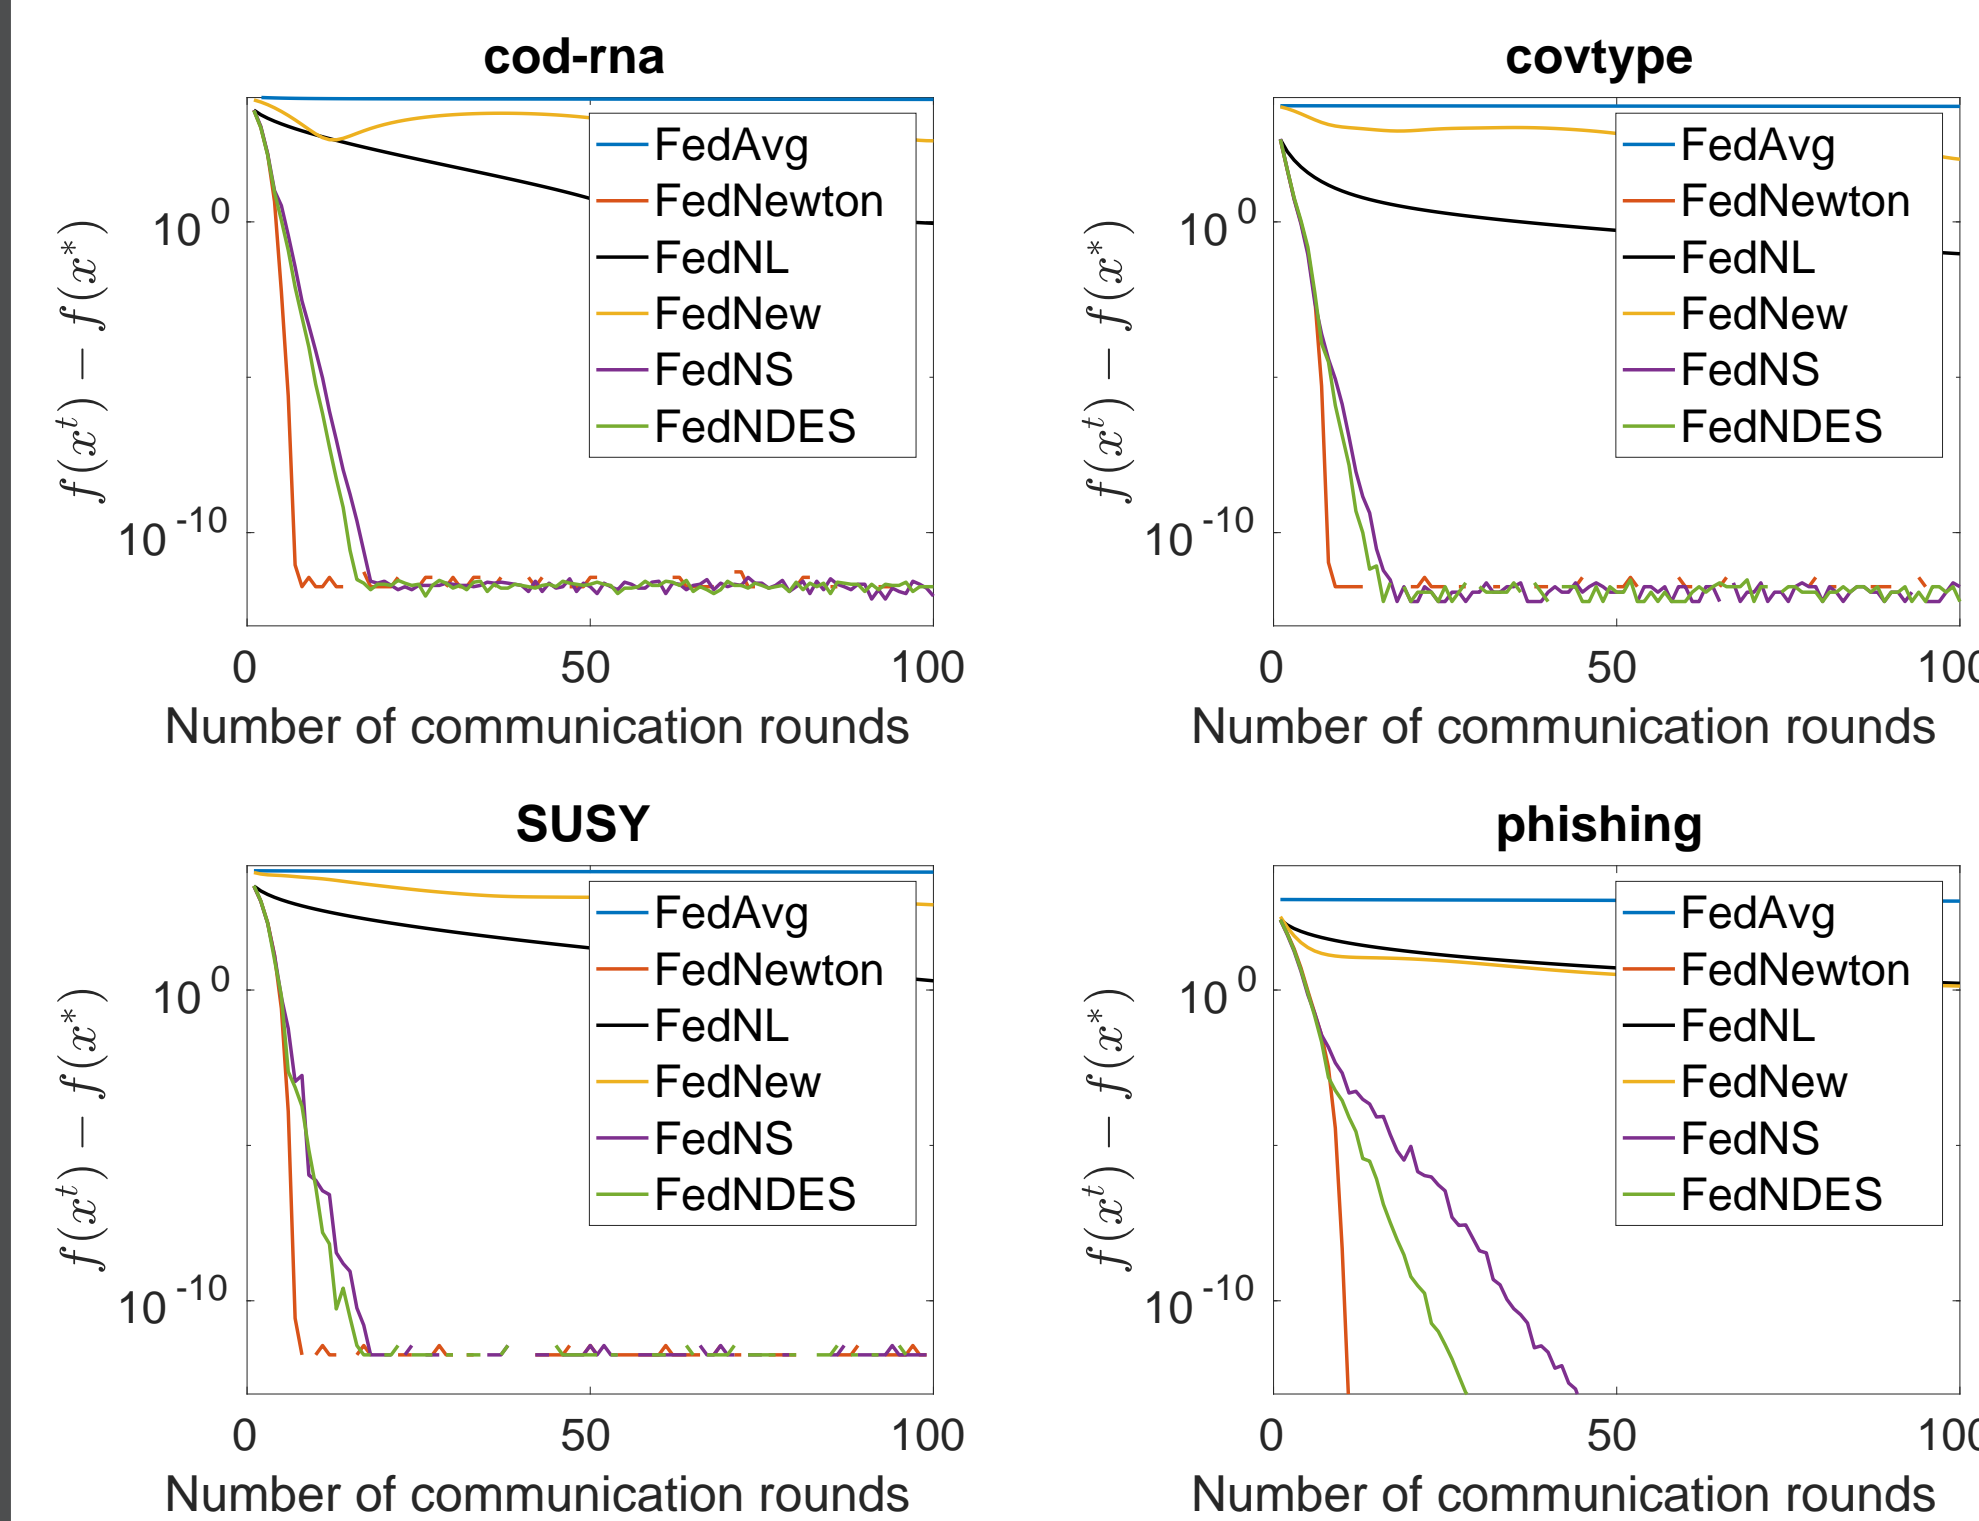 cod-rna
f(x^t) − f(x^*)
10^0
10^-10
FedAvg
FedNewton
FedNL
FedNew
FedNS
FedNDES
0 50 100
Number of communication rounds
covtype
f(x^t) − f(x^*)
10^0
10^-10
FedAvg
FedNewton
FedNL
FedNew
FedNS
FedNDES
0 50 100
Number of communication rounds
SUSY
f(x^t) − f(x^*)
10^0
10^-10
FedAvg
FedNewton
FedNL
FedNew
FedNS
FedNDES
0 50 100
Number of communication rounds
phishing
f(x^t) − f(x^*)
10^0
10^-10
FedAvg
FedNewton
FedNL
FedNew
FedNS
FedNDES
0 50 100
Number of communication rounds